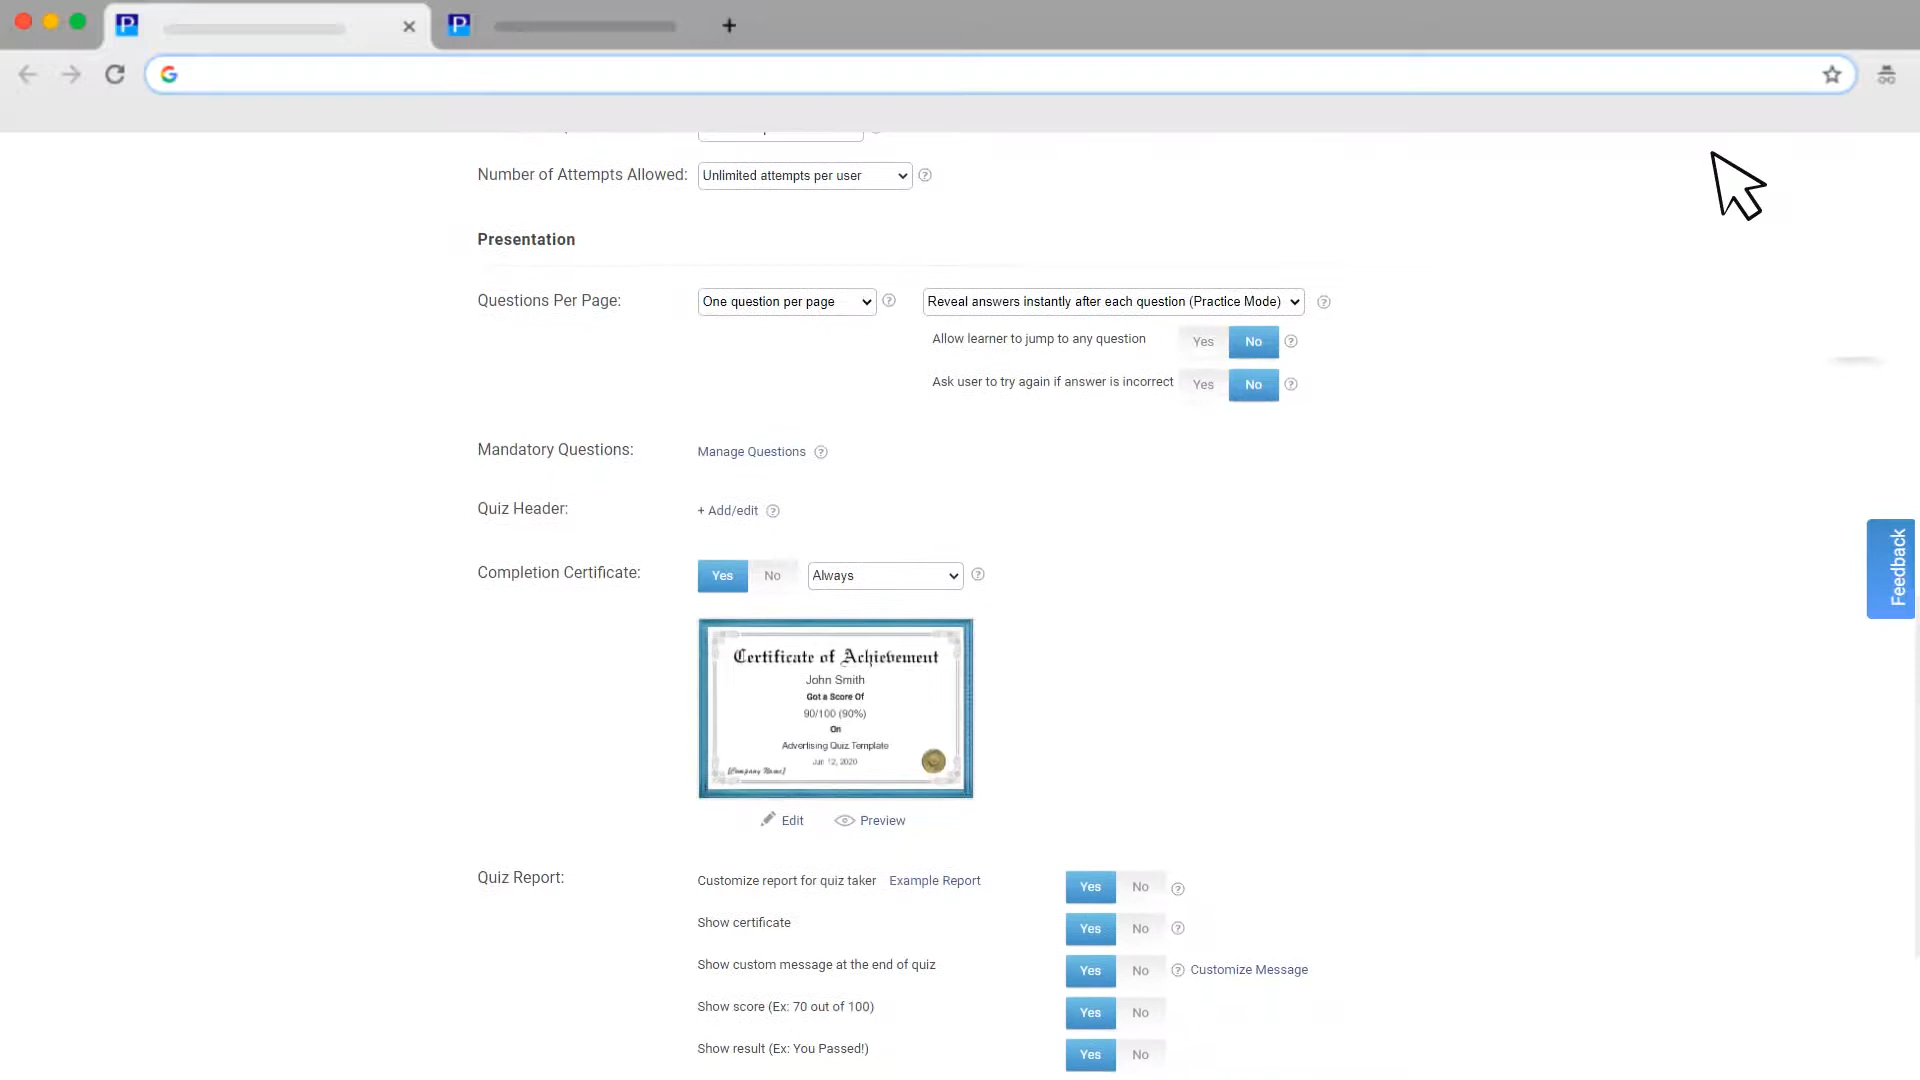 Number of Attempts Allowed: Unlimited attempts per user
Presentation
Questions Per Page: One question per page Reveal answers instantly after each question (Practice Mode)
Allow learner to jump to any question Yes No
Ask user to try again if answer is incorrect Yes No
Mandatory Questions: Manage Questions
Quiz Header: + Add/edit
Feedback
Completion Certificate: Yes No Always
Certificate of Achievement
John Smith
Got a Score Of
90/100 (90%)
On
Advertising Quiz Template
Jun 12, 2020
[Company Name]
Edit Preview
Quiz Report: Customize report for quiz taker Example Report Yes No
Show certificate Yes No
Show custom message at the end of quiz Yes No Customize Message
Show score (Ex: 70 out of 100) Yes No
Show result (Ex: You Passed!) Yes No